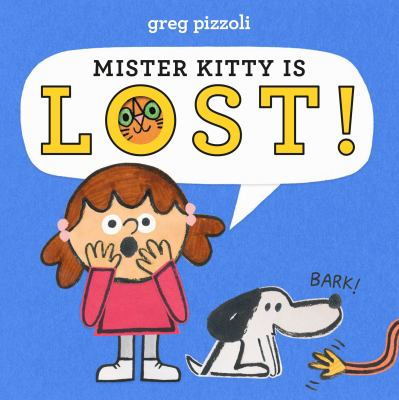 greg pizzoli
MISTER KITTY IS
LOST!
BARK!